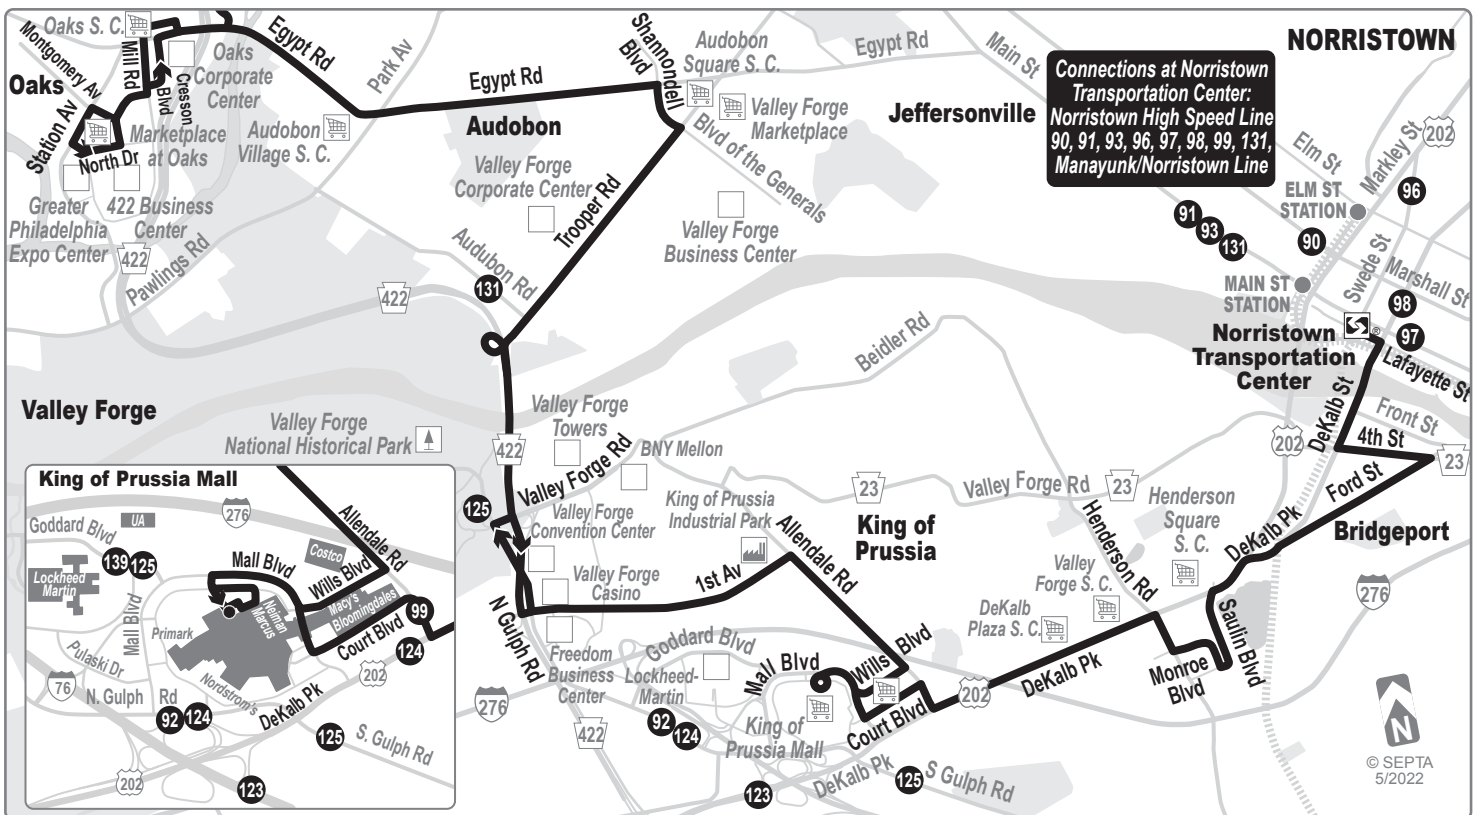 Oaks S. C.
Montgomery Av
Oaks
Mill Rd
Blvd
Cresson
Oaks
Corporate
Center
Station Av
North Dr
Marketplace
at Oaks
Greater
Philadelphia
Expo Center
422 Business
Center
422
Pawlings Rd
Egypt Rd
Park Av
Audobon
Village S. C.
Egypt Rd
Audobon
Valley Forge
Corporate Center
Shannondell
Blvd
Audobon
Square S. C.
Valley Forge
Marketplace
Blvd of the Generals
Trooper Rd
Valley Forge
Business Center
Audubon Rd
131
422
Egypt Rd
Main St
Jeffersonville
NORRISTOWN
Connections at Norristown
Transportation Center:
Norristown High Speed Line
90, 91, 93, 96, 97, 98, 99, 131,
Manayunk/Norristown Line
Elm St
Markley St
202
ELM ST
STATION
96
91
93
131
90
Swede St
Marshall St
MAIN ST
STATION
98
97
Norristown
Transportation
Center
®
Lafayette St
DeKalb St
Front St
4th St
202
23
Ford St
Bridgeport
DeKalb Pk
276
Beidler Rd
Valley Forge
Valley Forge
National Historical Park
422
Valley Forge
Towers
Valley Forge Rd
BNY Mellon
125
Valley Forge
Convention Center
King of Prussia
Industrial Park
23
Valley Forge Rd
23
King of
Prussia
Henderson Rd
Henderson
Square
S. C.
Valley
Forge S. C.
DeKalb
Plaza S. C.
Valley Forge
Casino
1st Av
Allendale Rd
N Gulph Rd
Freedom
Business
Center
Goddard Blvd
Lockheed-
Martin
Mall Blvd
Wills Blvd
King of
Prussia Mall
Court Blvd
202
DeKalb Pk
Monroe
Blvd
Saulin Blvd
276
422
92
124
123
DeKalb Pk
125
S Gulph Rd
N
© SEPTA
5/2022
King of Prussia Mall
276
Goddard Blvd
UA
Allendale Rd
Costco
139
125
Mall Blvd
Wills Blvd
Lockheed
Martin
Mall Blvd
Primark
Neiman
Marcus
Macy's
Bloomingdales
99
Court Blvd
124
Pulaski Dr
Nordstrom's
202
76
N. Gulph Rd
92
124
DeKalb Pk
125
S. Gulph Rd
202
123